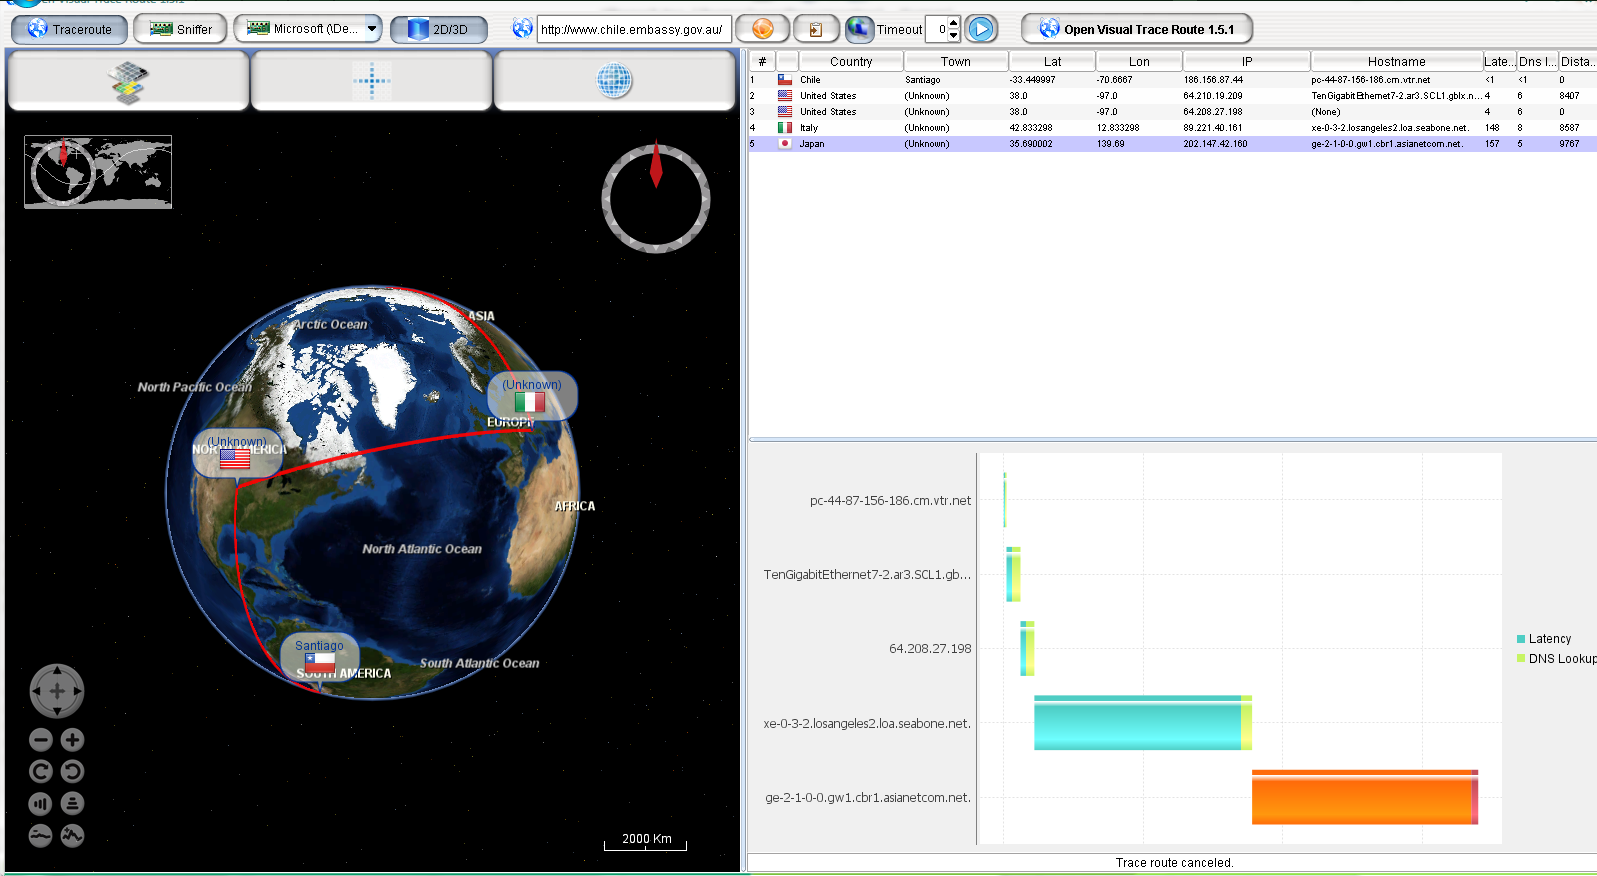 en Visual Trace Route 1.5.1
Traceroute
Sniffer
Microsoft (\De...
2D/3D
http://www.chile.embassy.gov.au/
Timeout
0
Open Visual Trace Route 1.5.1
# Country Town Lat Lon IP Hostname Late... Dns l... Dista...
1 Chile Santiago -33.449997 -70.6667 186.156.87.44 pc-44-87-156-186.cm.vtr.net <1 <1 0
2 United States (Unknown) 38.0 -97.0 64.210.19.209 TenGigabitEthernet7-2.ar3.SCL1.gblx.n... 4 6 8407
3 United States (Unknown) 38.0 -97.0 64.208.27.198 (None) 4 6 0
4 Italy (Unknown) 42.833298 12.833298 89.221.40.161 xe-0-3-2.losangeles2.loa.seabone.net. 148 8 8587
5 Japan (Unknown) 35.690002 139.69 202.147.42.160 ge-2-1-0-0.gw1.cbr1.asianetcom.net. 157 5 9767
ASIA
Arctic Ocean
North Pacific Ocean
(Unknown)
EUROPE
(Unknown)
NORTH AMERICA
AFRICA
North Atlantic Ocean
Santiago
South Atlantic Ocean
SOUTH AMERICA
2000 Km
pc-44-87-156-186.cm.vtr.net
TenGigabitEthernet7-2.ar3.SCL1.gb...
64.208.27.198
xe-0-3-2.losangeles2.loa.seabone.net.
ge-2-1-0-0.gw1.cbr1.asianetcom.net.
Latency
DNS Lookup
Trace route canceled.